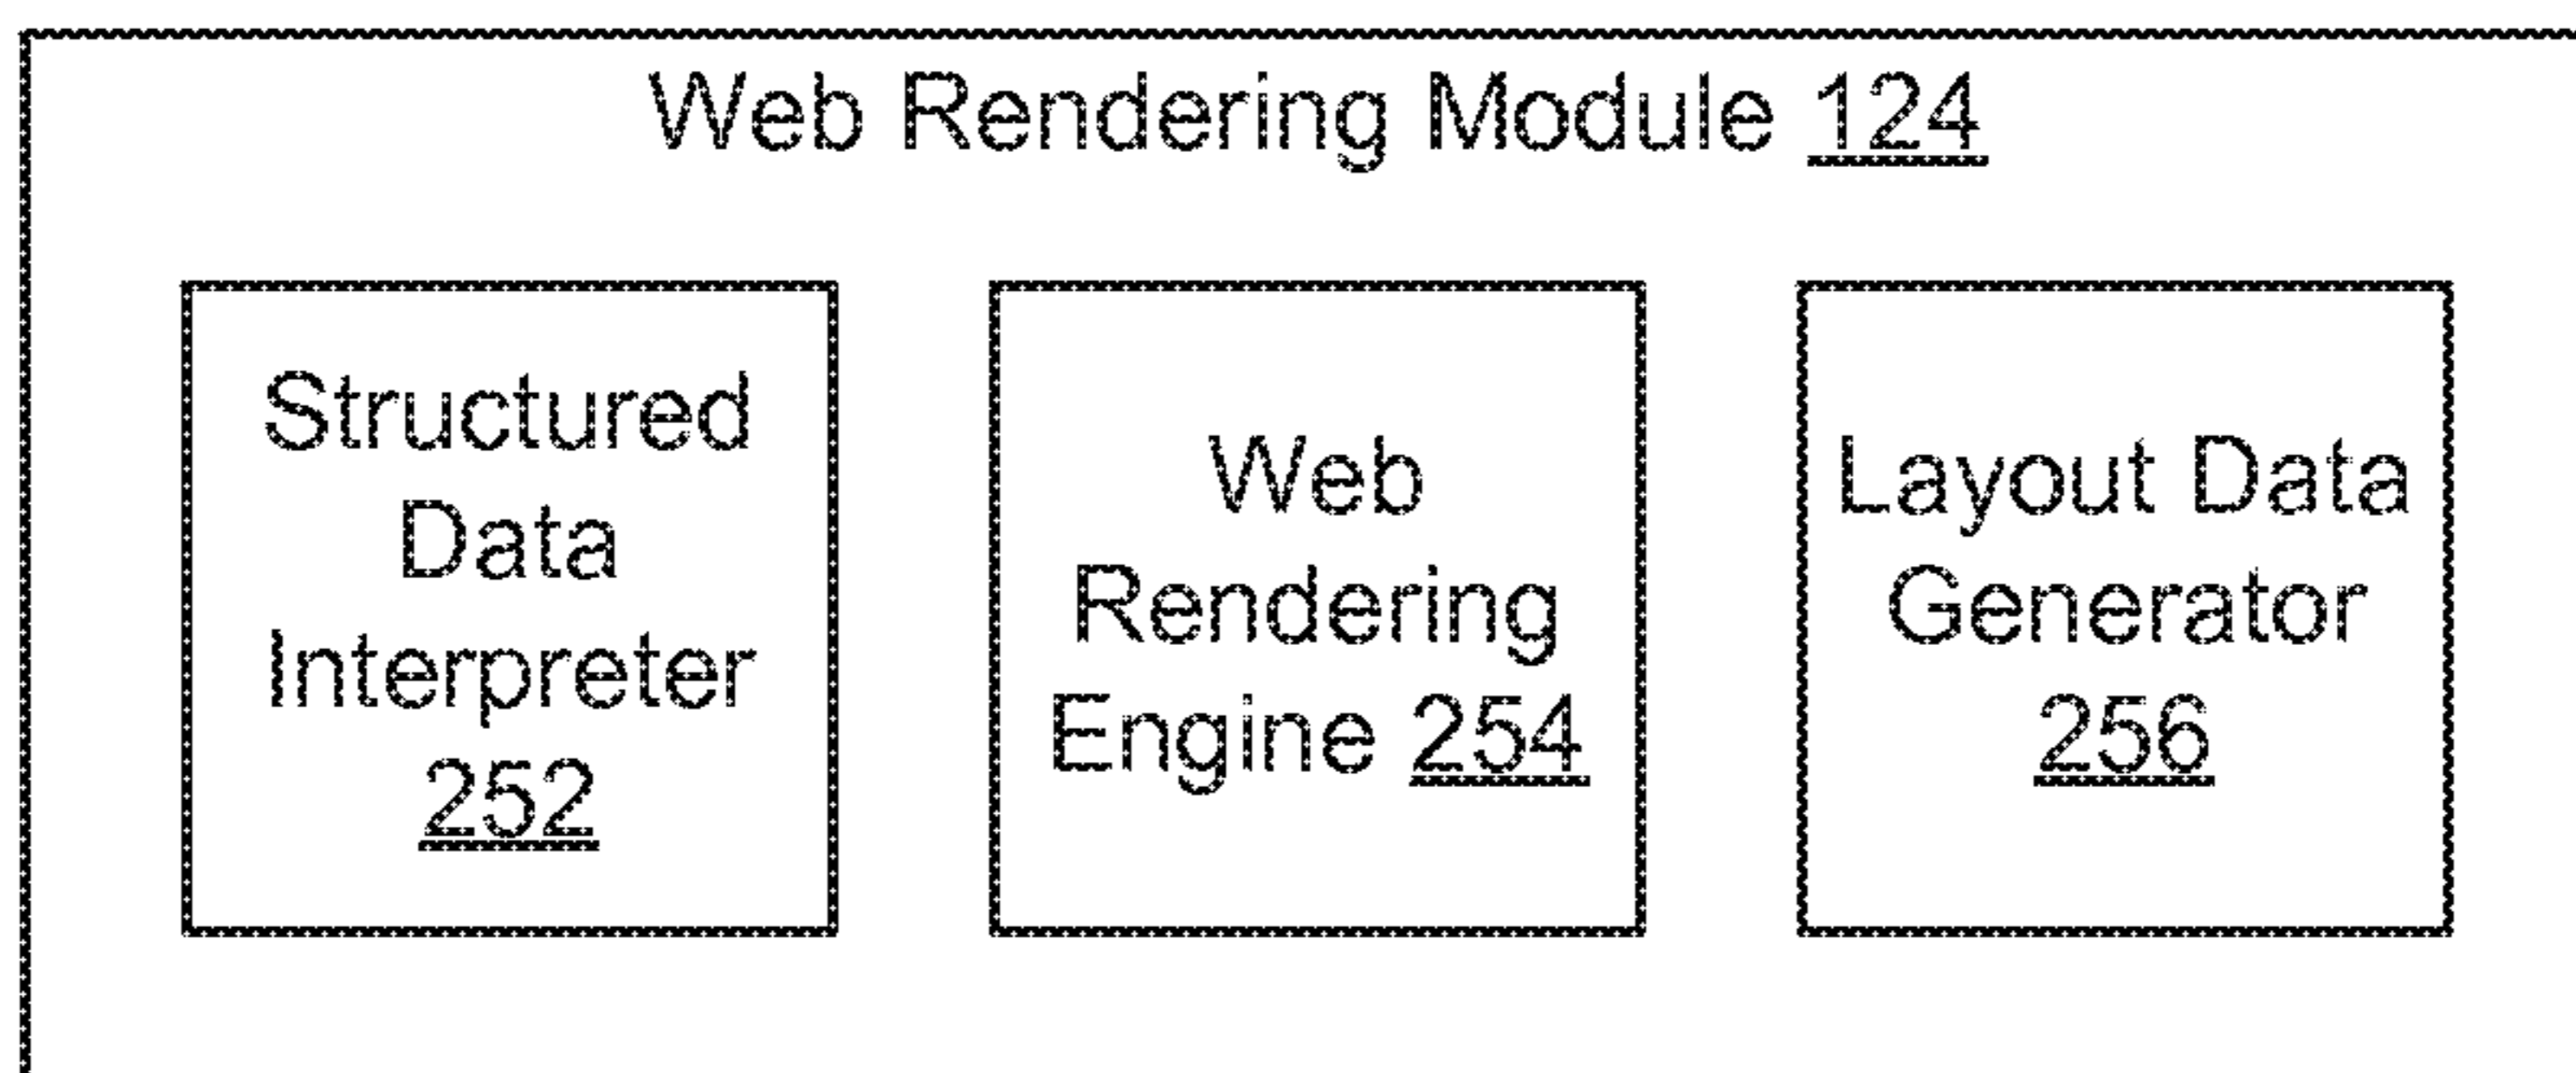 Web Rendering Module 124
Structured
Data
Interpreter
252
Web
Rendering
Engine 254
Layout Data
Generator
256